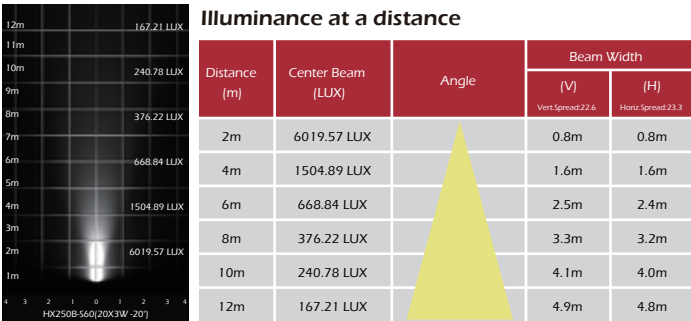 12m 167.21 LUX
11m
10m 240.78 LUX
9m
8m 376.22 LUX
7m
6m 668.84 LUX
5m
4m 1504.89 LUX
3m
2m 6019.57 LUX
1m
4 3 2 1 0 1 2 3 4
HX250B-S60(20X3W -20°)
Illuminance at a distance
Distance (m) Center Beam (LUX) Angle Beam Width
(V) (H)
Vert.Spread:22.6 Horiz.Spread:23.3
2m 6019.57 LUX 0.8m 0.8m
4m 1504.89 LUX 1.6m 1.6m
6m 668.84 LUX 2.5m 2.4m
8m 376.22 LUX 3.3m 3.2m
10m 240.78 LUX 4.1m 4.0m
12m 167.21 LUX 4.9m 4.8m